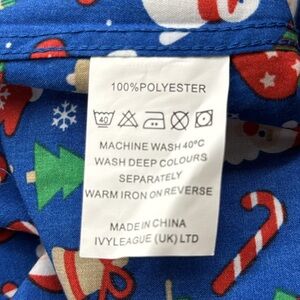 100%POLYESTER
40
MACHINE WASH 40°C
WASH DEEP COLOURS
SEPARATELY
WARM IRON ON REVERSE
MADE IN CHINA
IVYLEAGUE (UK) LTD